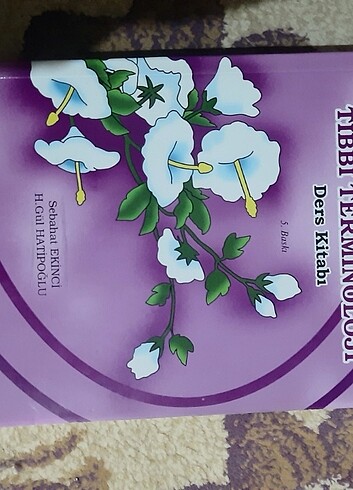 TIBBİ TERMİNOLOJİ
Ders Kitabı
5. Baskı
Sebahat EKİNCİ
H.Gül HATİPOĞLU